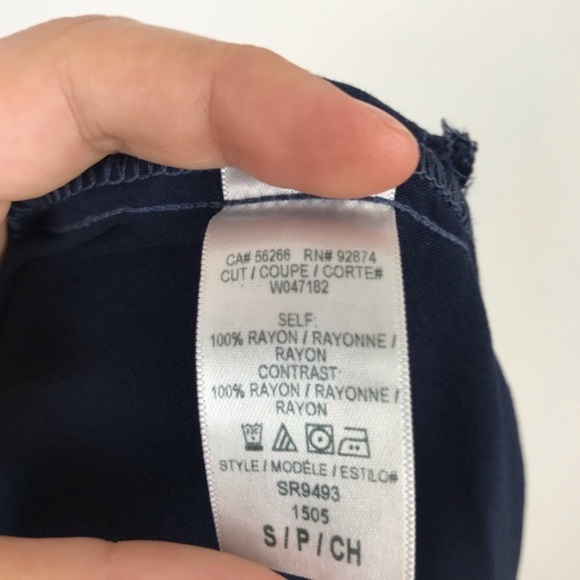 CA# 56266 RN# 92874
CUT / COUPE / CORTE#
W047182
SELF:
100% RAYON / RAYONNE /
RAYON
CONTRAST:
100% RAYON / RAYONNE /
RAYON
STYLE / MODÈLE / ESTILO#
SR9493
1505
S / P / CH